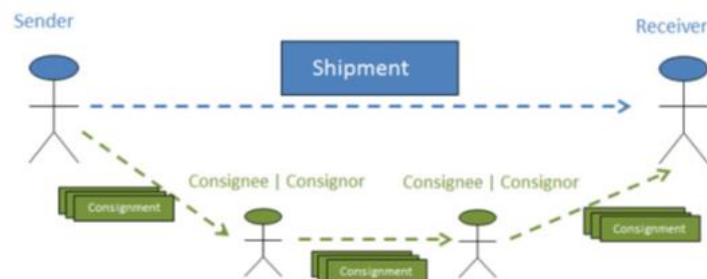 Sender
Receiver
Shipment
Consignee | Consignor
Consignee | Consignor
Consignment
Consignment
Consignment